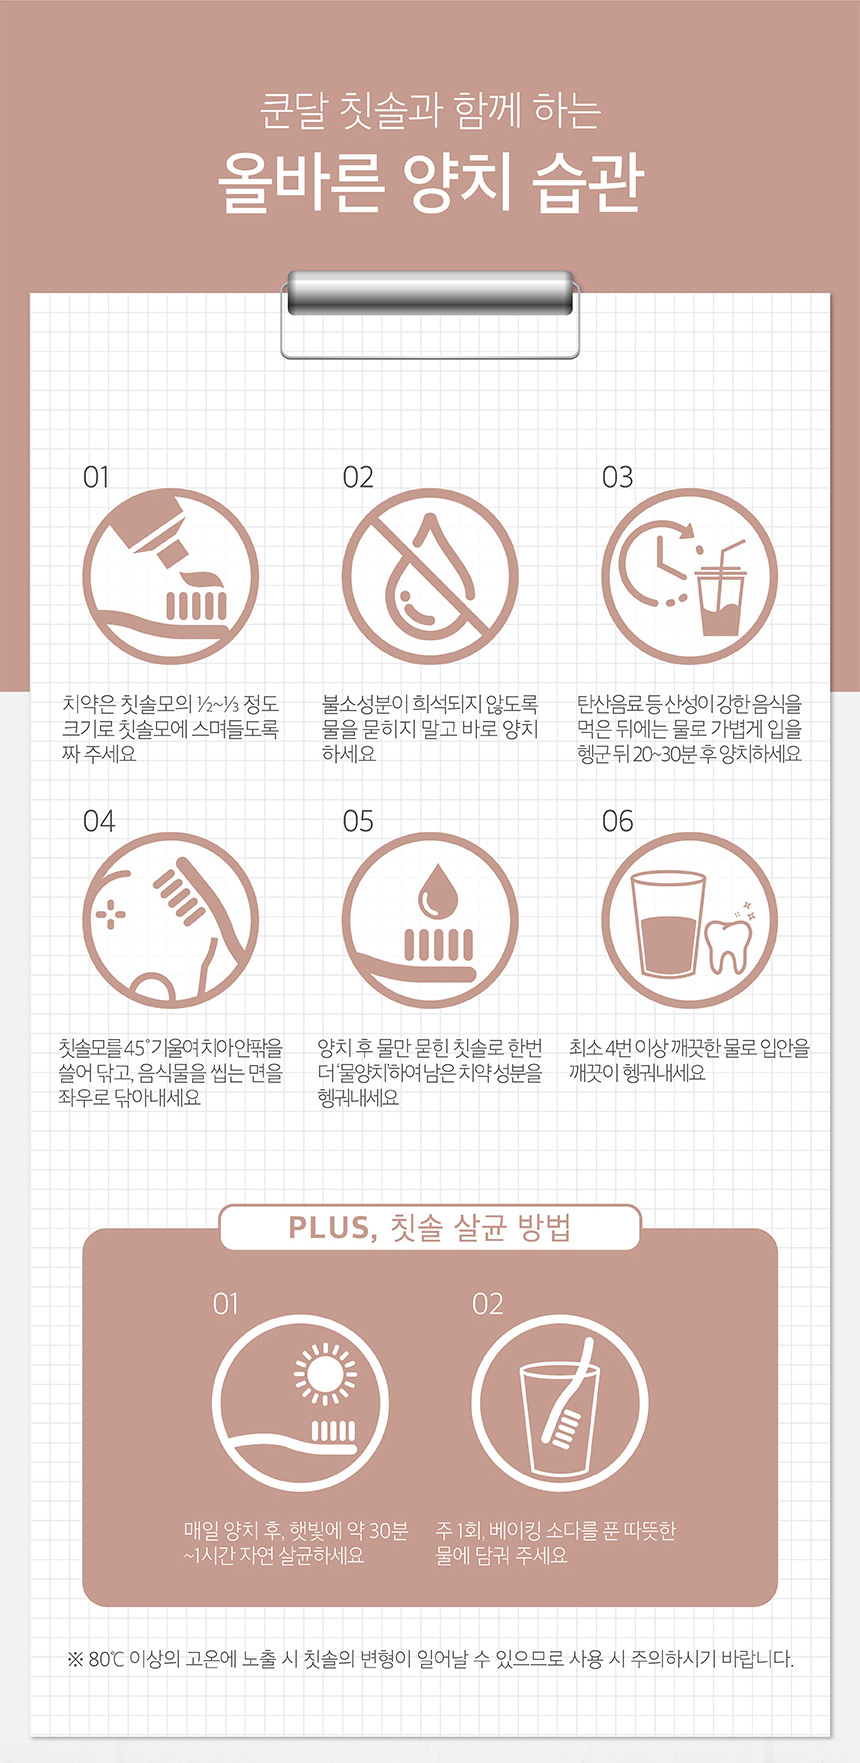 쿤달 칫솔과 함께 하는
올바른 양치 습관
01
치약은 칫솔모의 ½~⅓ 정도
크기로 칫솔모에 스며들도록
짜 주세요
02
불소성분이 희석되지 않도록
물을 묻히지 말고 바로 양치
하세요
03
탄산음료 등 산성이 강한 음식을
먹은 뒤에는 물로 가볍게 입을
헹군 뒤 20~30분 후 양치하세요
04
칫솔모를 45° 기울여 치아 안팎을
쓸어 닦고, 음식물을 씹는 면을
좌우로 닦아내세요
05
양치 후 물만 묻힌 칫솔로 한번
더 '물양치'하여 남은 치약 성분을
헹궈내세요
06
최소 4번 이상 깨끗한 물로 입안을
깨끗이 헹궈내세요
PLUS, 칫솔 살균 방법
01
매일 양치 후, 햇빛에 약 30분
~1시간 자연 살균하세요
02
주 1회, 베이킹 소다를 푼 따뜻한
물에 담궈 주세요
※ 80℃ 이상의 고온에 노출 시 칫솔의 변형이 일어날 수 있으므로 사용 시 주의하시기 바랍니다.